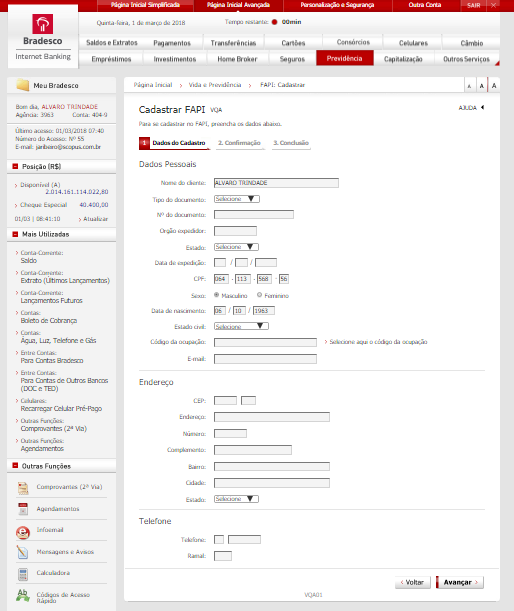 Página Inicial Simplificada
Página Inicial Avançada
Personalização e Segurança
Outra Conta
SAIR
Bradesco
Internet Banking
Quinta-feira, 1 de março de 2018
Tempo restante: 00min
Saldos e Extratos
Pagamentos
Transferências
Cartões
Consórcios
Celulares
Câmbio
Empréstimos
Investimentos
Home Broker
Seguros
Previdência
Capitalização
Outros Serviços
Meu Bradesco
Bom dia, ALVARO TRINDADE
Agência: 3963 Conta: 404-9
Último acesso: 01/03/2018 07:40
Número do Acesso: Nº 55
E-mail: jaribeiro@scopus.com.br
Posição (R$)
Disponível (A)
2.014.161.114.022,80
Cheque Especial 40.400,00
01/03 | 08:41:10 Atualizar
Mais Utilizadas
Conta-Corrente:
Saldo
Conta-Corrente:
Extrato (Últimos Lançamentos)
Conta-Corrente:
Lançamentos Futuros
Contas:
Boleto de Cobrança
Contas:
Água, Luz, Telefone e Gás
Entre Contas:
Para Contas Bradesco
Entre Contas:
Para Contas de Outros Bancos
(DOC e TED)
Celulares:
Recarregar Celular Pré-Pago
Outras Funções:
Comprovantes (2ª Via)
Outras Funções:
Agendamentos
Outras Funções
Comprovantes (2ª Via)
Agendamentos
Infoemail
Mensagens e Avisos
Calculadora
Códigos de Acesso
Rápido
Página Inicial > Vida e Previdência > FAPI: Cadastrar
A A A
Cadastrar FAPI VQA
AJUDA
Para se cadastrar no FAPI, preencha os dados abaixo.
1 Dados do Cadastro
2. Confirmação
3. Conclusão
Dados Pessoais
Nome do cliente: ALVARO TRINDADE
Tipo do documento: Selecione
Nº do documento:
Orgão expedidor:
Estado: Selecione
Data de expedição: / /
CPF: 064 . 113 . 568 - 56
Sexo: Masculino Feminino
Data de nascimento: 06 / 10 / 1963
Estado civil: Selecione
Código da ocupação: > Selecione aqui o código da ocupação
E-mail:
Endereço
CEP:
Endereço:
Número:
Complemento:
Bairro:
Cidade:
Estado: Selecione
Telefone
Telefone:
Ramal:
‹ Voltar
Avançar ›
VQA01